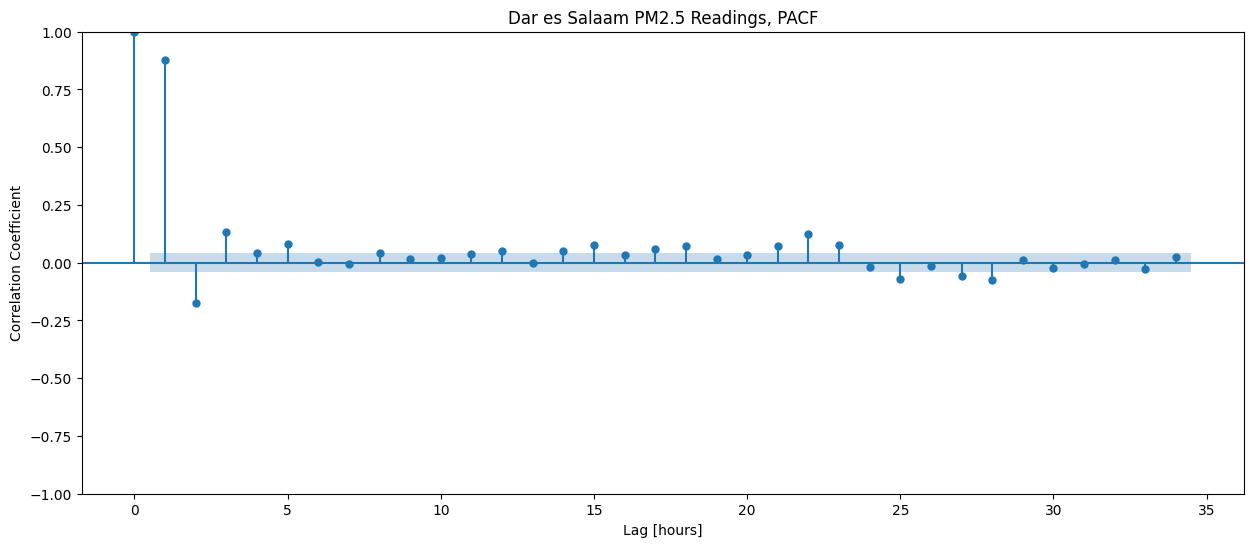 Dar es Salaam PM2.5 Readings, PACF
1.00
0.75
0.50
0.25
0.00
−0.25
−0.50
−0.75
−1.00
Correlation Coefficient
0 5 10 15 20 25 30 35
Lag [hours]